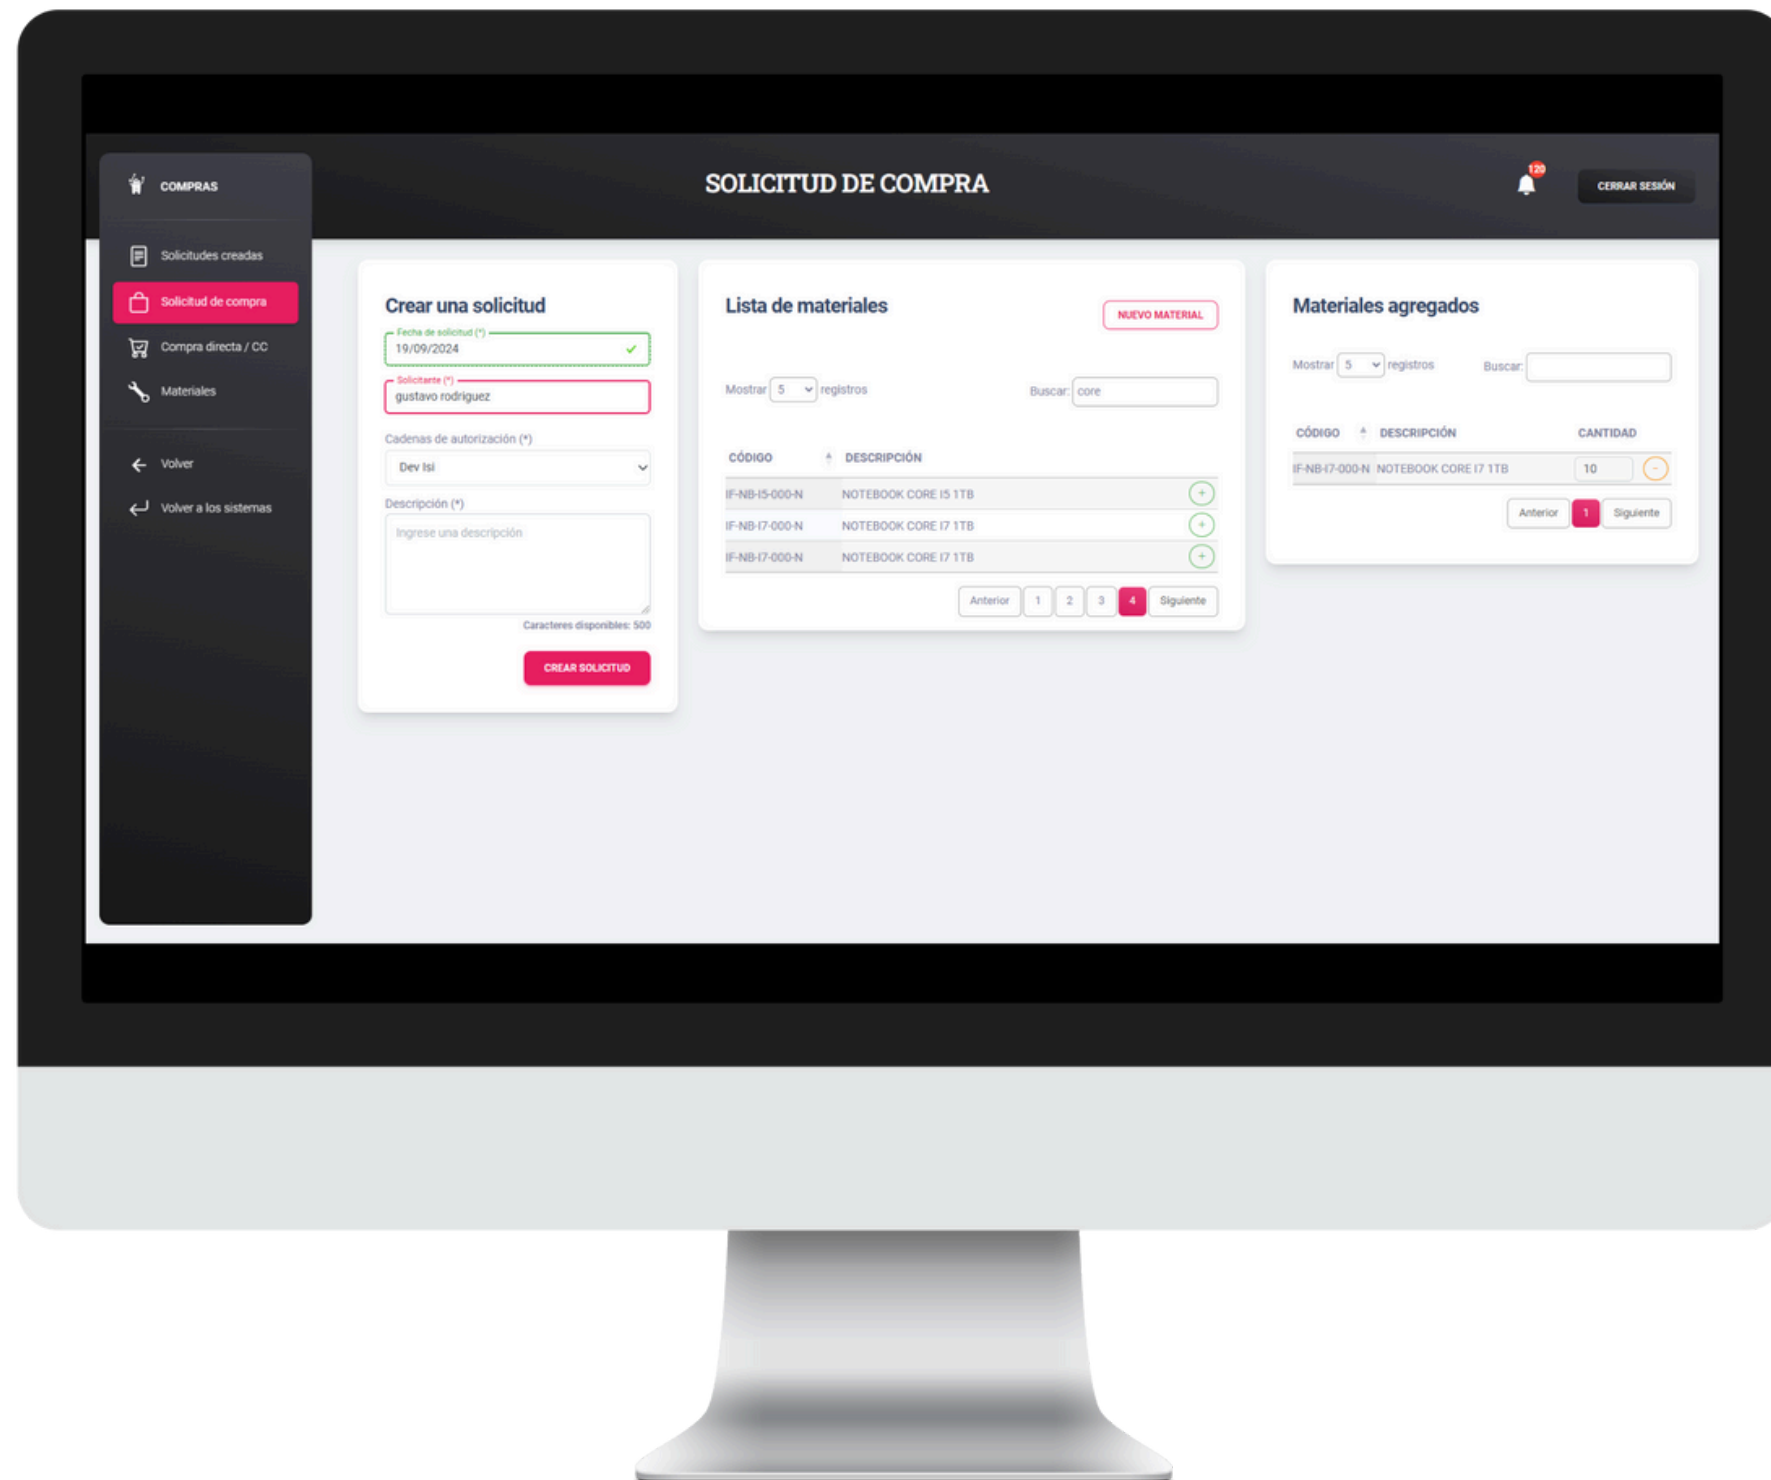 COMPRAS
SOLICITUD DE COMPRA
120
CERRAR SESIÓN
Solicitudes creadas
Solicitud de compra
Compra directa / CC
Materiales
Volver
Volver a los sistemas
Crear una solicitud
Fecha de solicitud (*)
19/09/2024
Solicitante (*)
gustavo rodriguez
Cadenas de autorización (*)
Dev Isi
Descripción (*)
Ingrese una descripción
Caracteres disponibles: 500
CREAR SOLICITUD
Lista de materiales
NUEVO MATERIAL
Mostrar 5 registros
Buscar: core
CÓDIGO DESCRIPCIÓN
IF-NB-I5-000-N NOTEBOOK CORE I5 1TB
IF-NB-I7-000-N NOTEBOOK CORE I7 1TB
IF-NB-I7-000-N NOTEBOOK CORE I7 1TB
Anterior 1 2 3 4 Siguiente
Materiales agregados
Mostrar 5 registros
Buscar:
CÓDIGO DESCRIPCIÓN CANTIDAD
IF-NB-I7-000-N NOTEBOOK CORE I7 1TB 10
Anterior 1 Siguiente